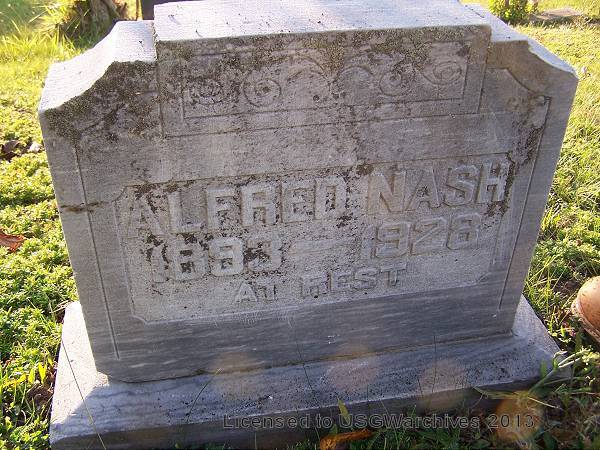 ALFRED NASH
1883 — 1928
AT REST
Licensed to USGWarchives 2013